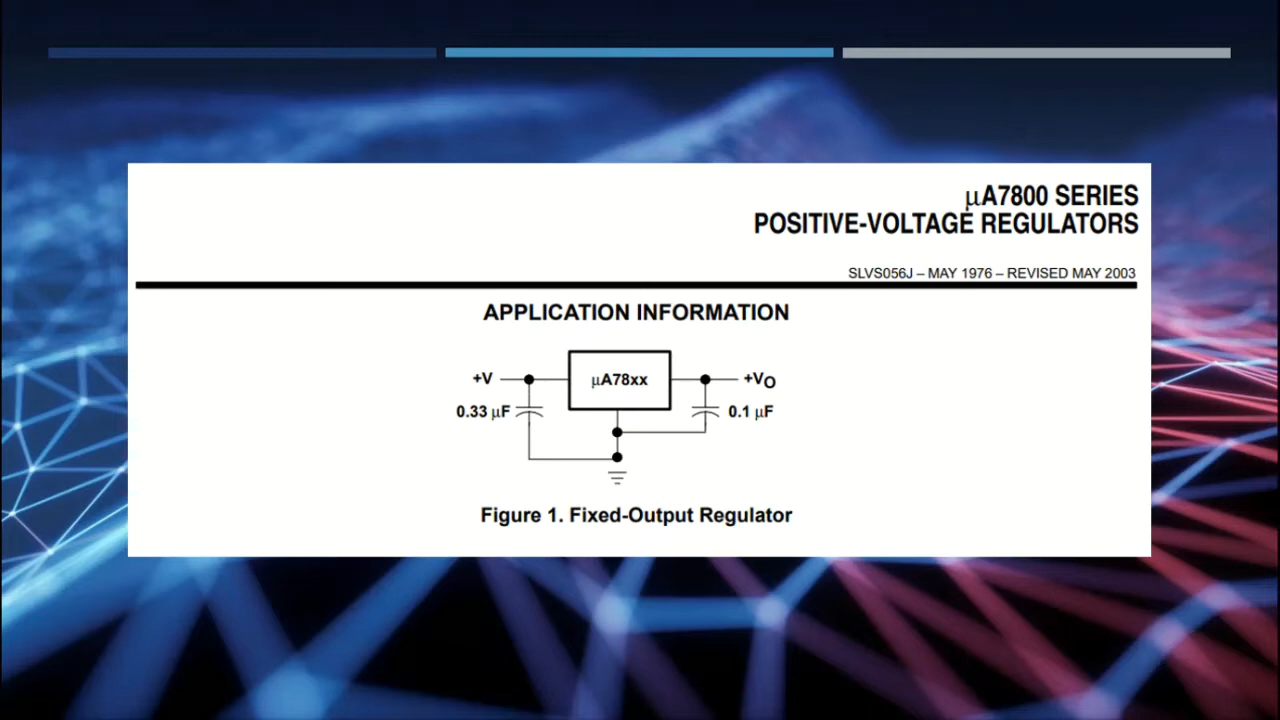 µA7800 SERIES
POSITIVE-VOLTAGE REGULATORS
SLVS056J – MAY 1976 – REVISED MAY 2003
APPLICATION INFORMATION
+V
µA78xx
+VO
0.33 µF
0.1 µF
Figure 1. Fixed-Output Regulator